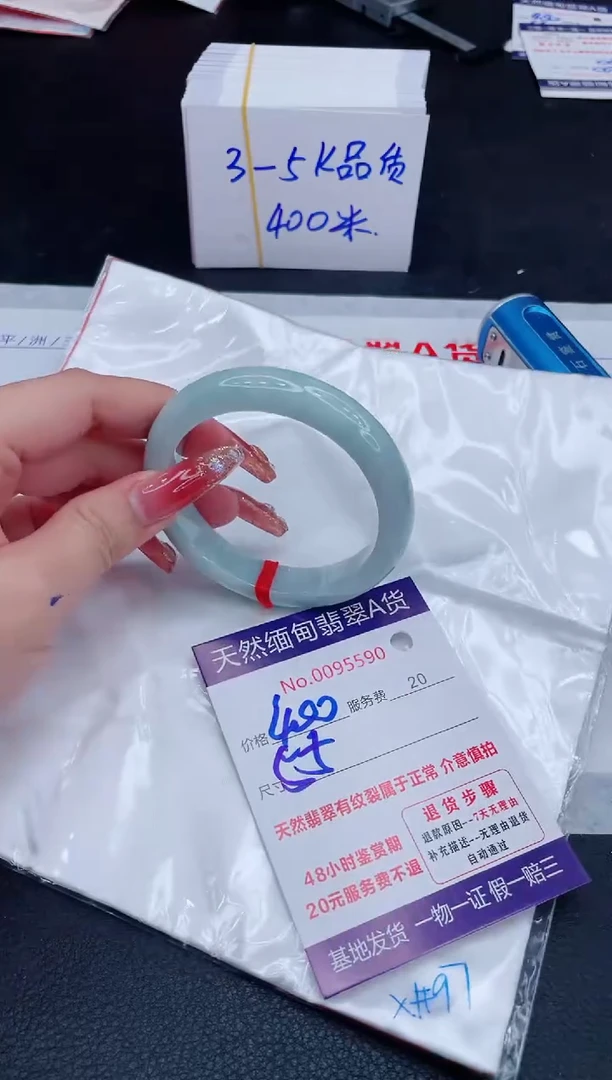 3-5K品质
400米.
翡翠A货
天然缅甸翡翠A货
No.0095590
价格 400 服务费 20
尺
天然翡翠有纹裂属于正常 介意慎拍
48小时鉴赏期
20元服务费不退
退货步骤
退款原因--7天无理由
补充描述--无理由退货
自动通过
基地发货 一物一证 假一赔三
X#97